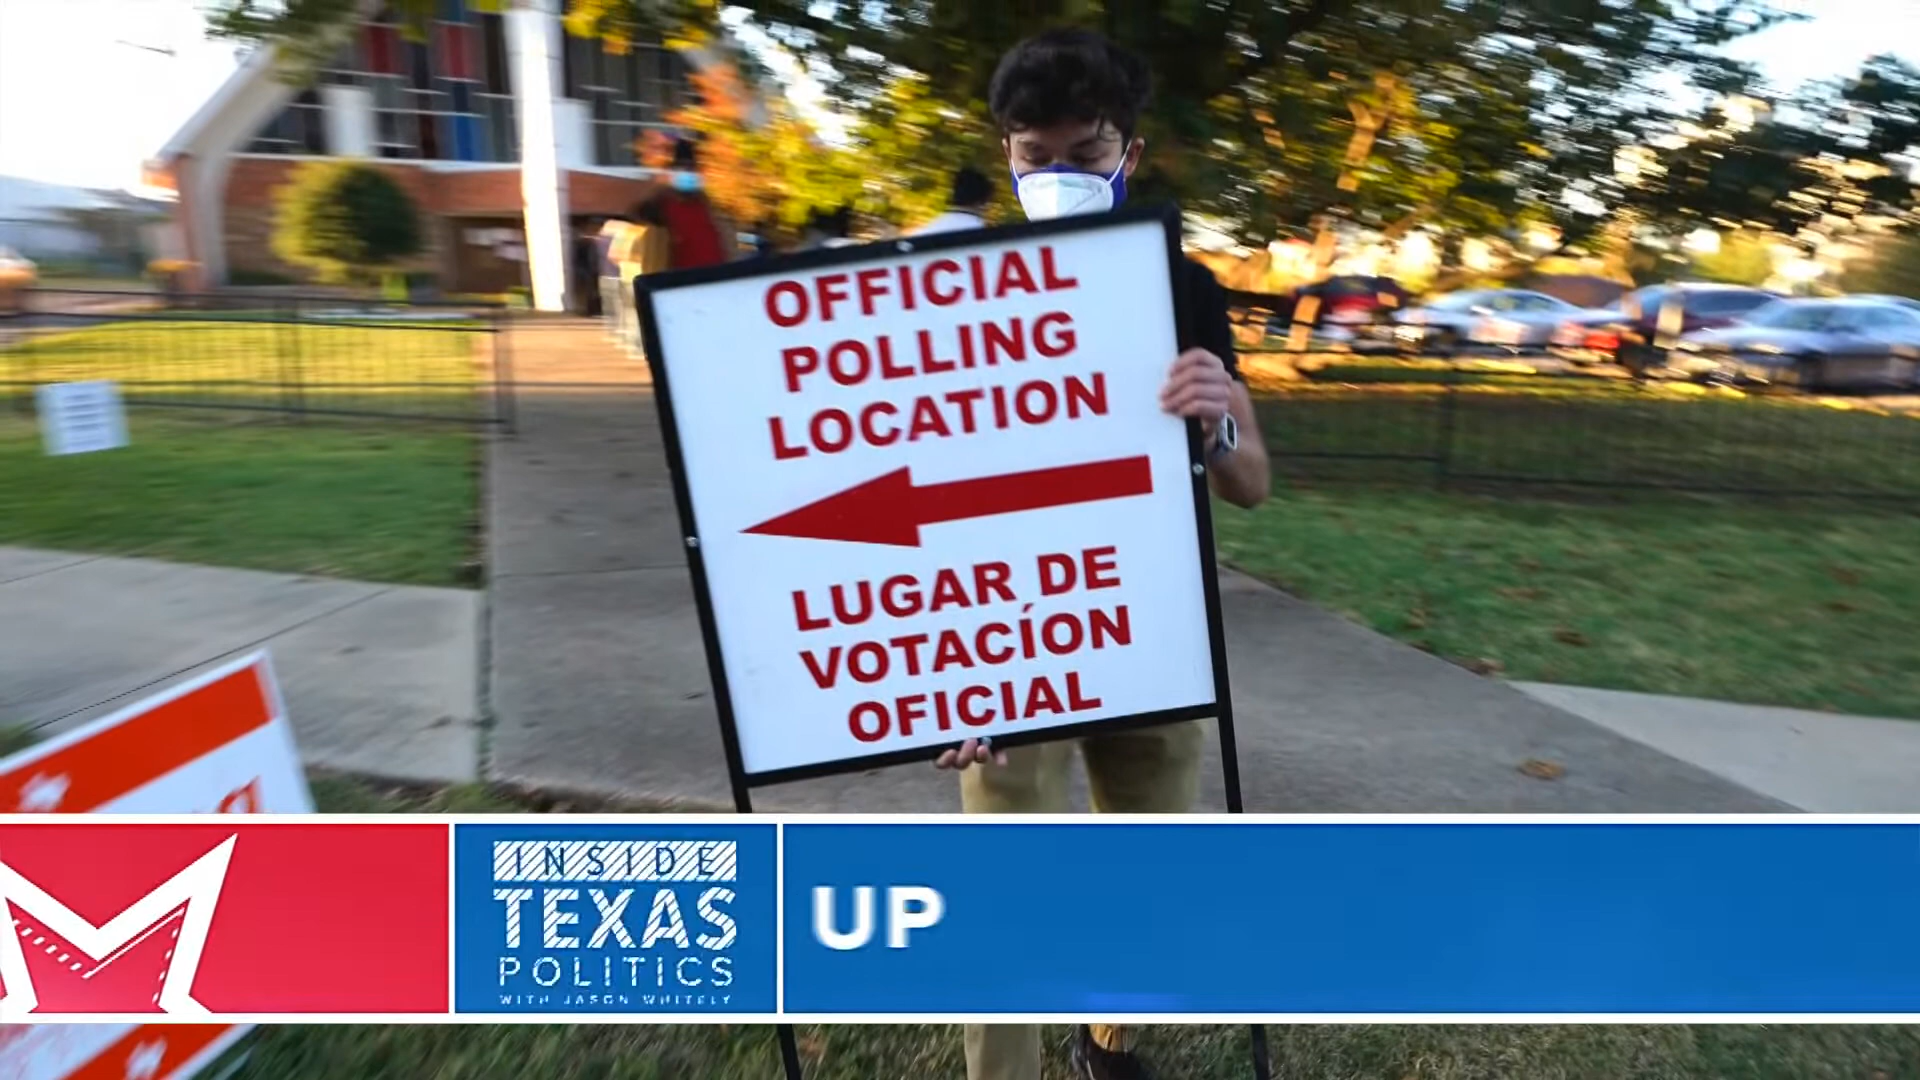 OFFICIAL
POLLING
LOCATION
LUGAR DE
VOTACÍON
OFICIAL
INSIDE
TEXAS
POLITICS
WITH JASON WHITELY
UP